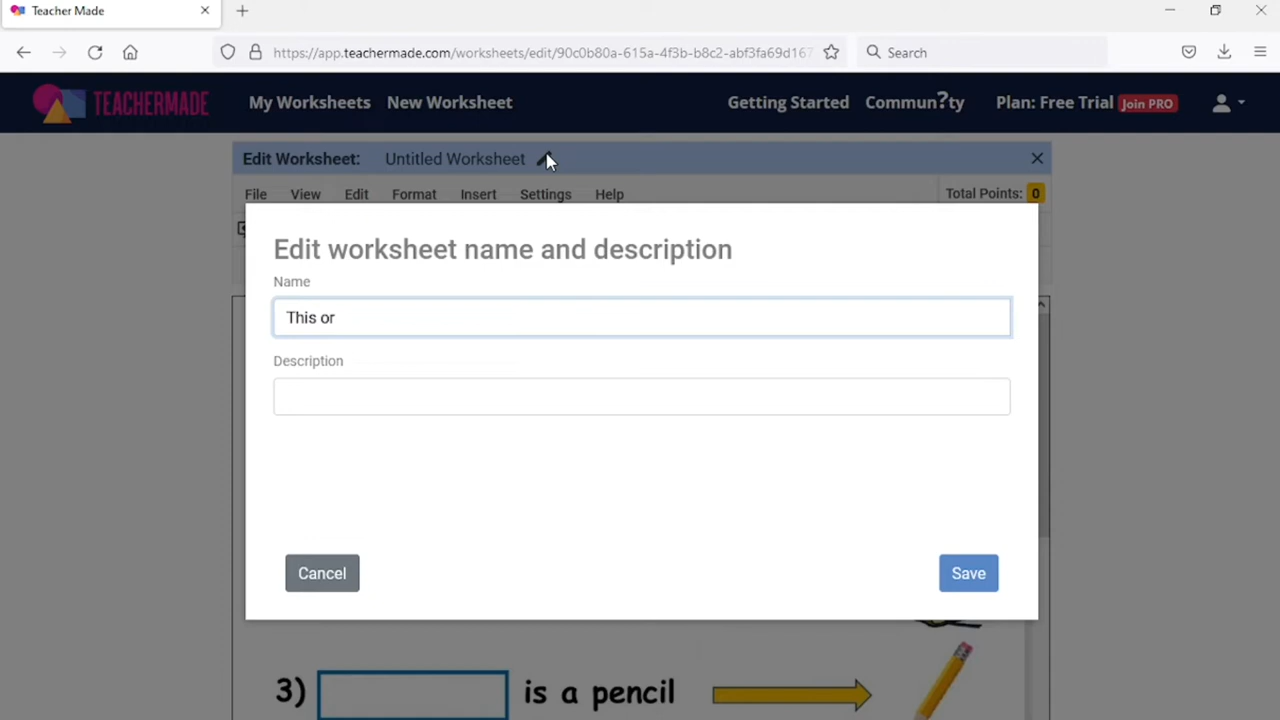 Teacher Made
https://app.teachermade.com/worksheets/edit/90c0b80a-615a-4f3b-b8c2-abf3fa69d167
Search
TEACHERMADE
My Worksheets
New Worksheet
Getting Started
Commun?ty
Plan: Free Trial
Join PRO
Edit Worksheet:
Untitled Worksheet
File
View
Edit
Format
Insert
Settings
Help
Total Points:
0
Edit worksheet name and description
Name
This or
Description
Cancel
Save
3)
is a pencil